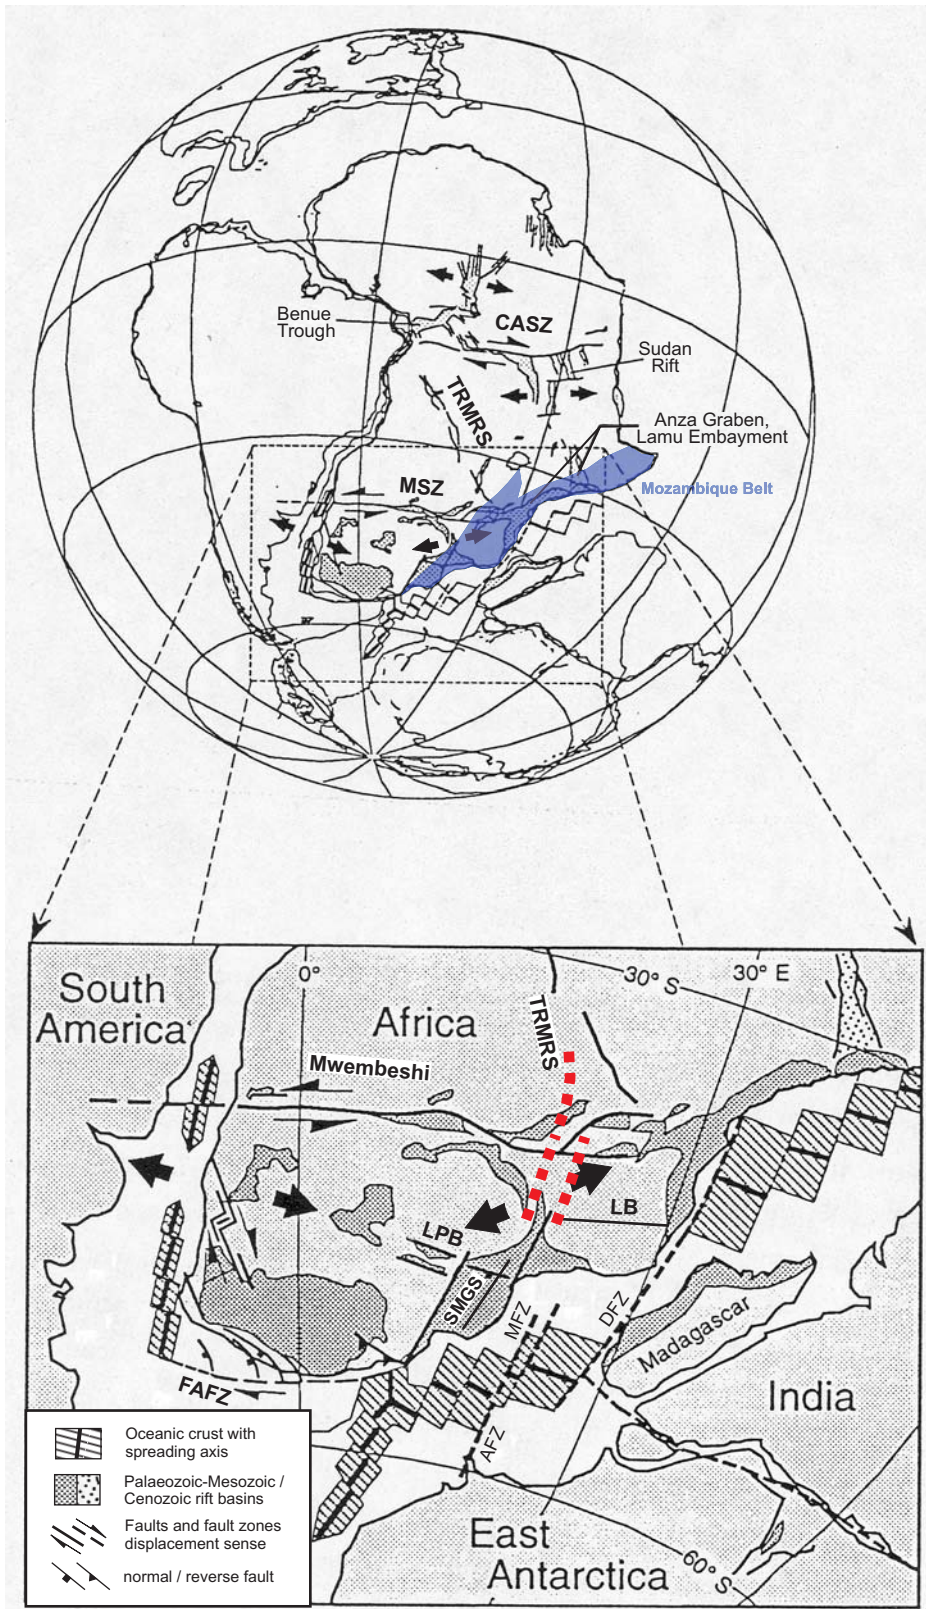 Benue
Trough
CASZ
Sudan
Rift
TRMRS
Anza Graben,
Lamu Embayment
MSZ
Mozambique Belt
South
America
0°
Africa
TRMRS
30° S
30° E
Mwembeshi
LB
LPB
SMGS
MFZ
DFZ
Madagascar
FAFZ
AFZ
India
East
Antarctica
60° S
Oceanic crust with
spreading axis
Palaeozoic-Mesozoic /
Cenozoic rift basins
Faults and fault zones
displacement sense
normal / reverse fault